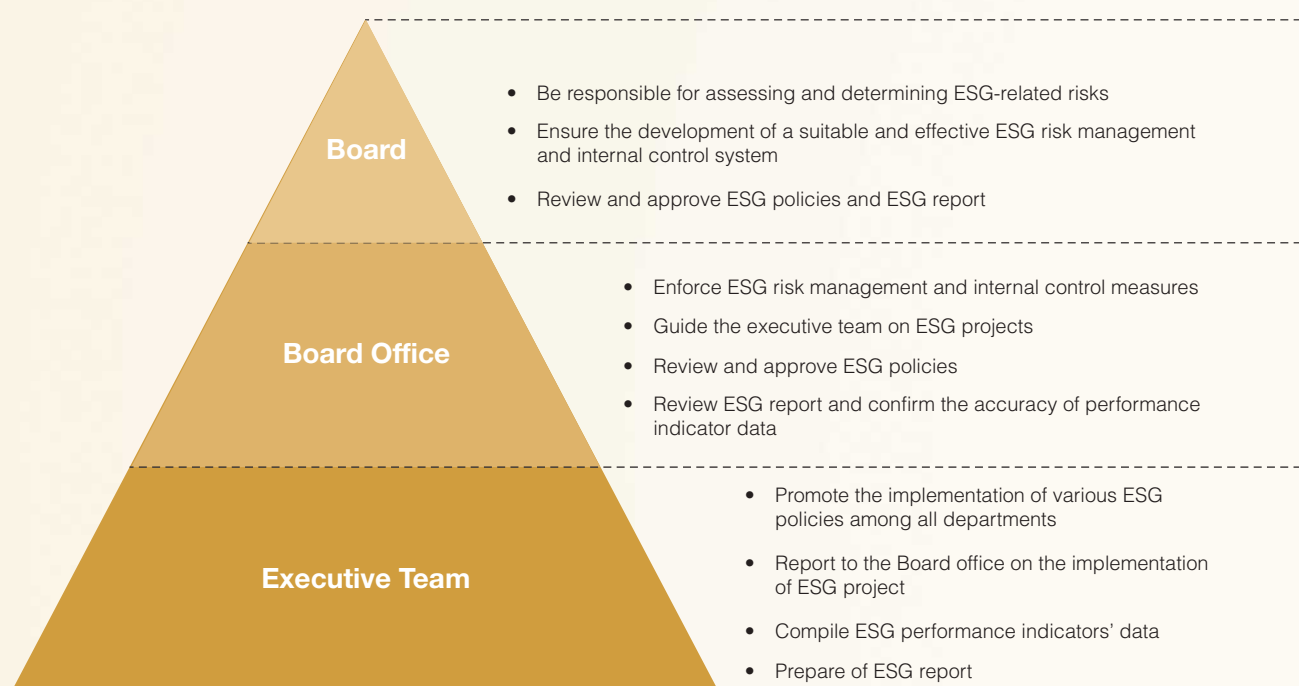 Board
• Be responsible for assessing and determining ESG-related risks
• Ensure the development of a suitable and effective ESG risk management
and internal control system
• Review and approve ESG policies and ESG report
Board Office
• Enforce ESG risk management and internal control measures
• Guide the executive team on ESG projects
• Review and approve ESG policies
• Review ESG report and confirm the accuracy of performance
indicator data
Executive Team
• Promote the implementation of various ESG
policies among all departments
• Report to the Board office on the implementation
of ESG project
• Compile ESG performance indicators’ data
• Prepare of ESG report